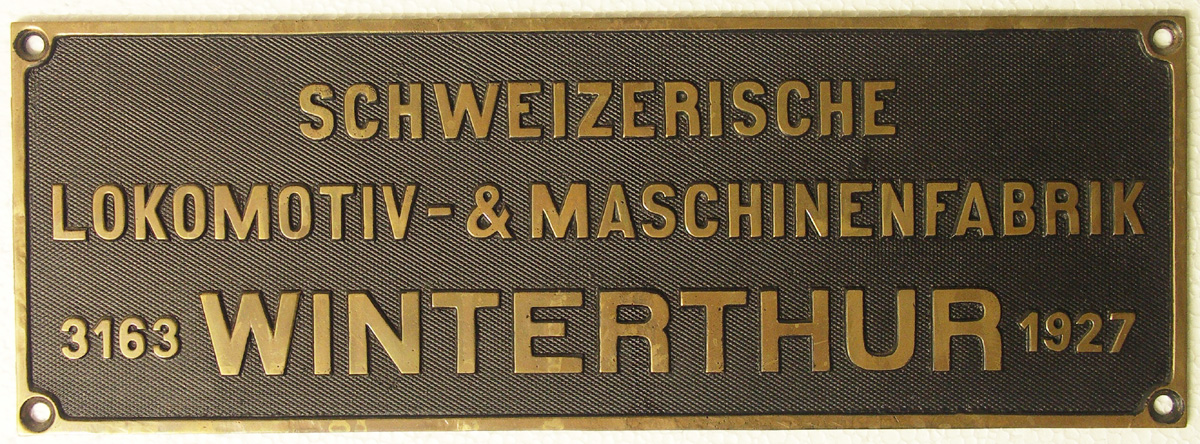 SCHWEIZERISCHE
LOKOMOTIV-& MASCHINENFABRIK
3163 WINTERTHUR 1927